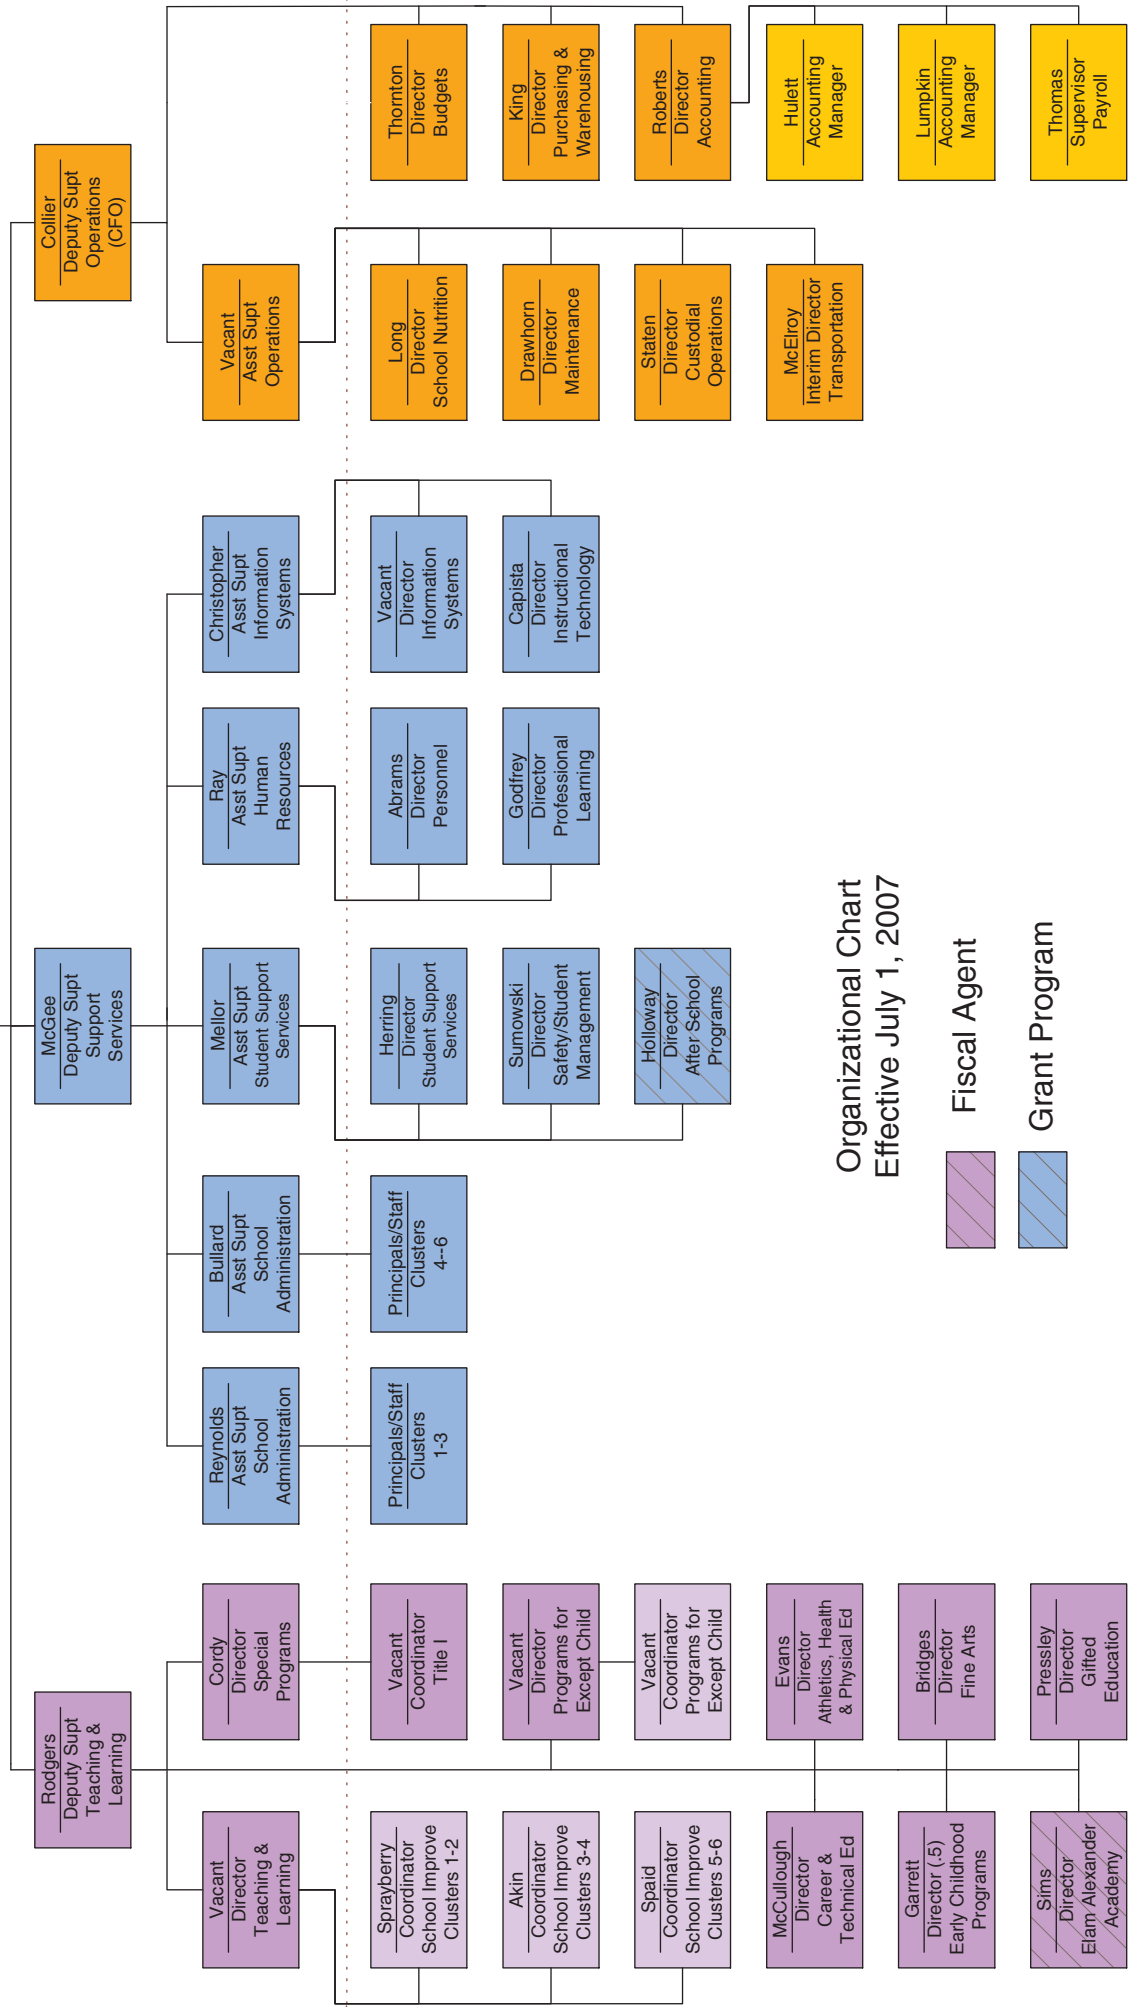 Rodgers
Deputy Supt
Teaching &
Learning
McGee
Deputy Supt
Support
Services
Collier
Deputy Supt
Operations
(CFO)
Vacant
Director
Teaching &
Learning
Cordy
Director
Special
Programs
Reynolds
Asst Supt
School
Administration
Bullard
Asst Supt
School
Administration
Mellor
Asst Supt
Student Support
Services
Ray
Asst Supt
Human
Resources
Christopher
Asst Supt
Information
Systems
Vacant
Asst Supt
Operations
Sprayberry
Coordinator
School Improve
Clusters 1-2
Vacant
Coordinator
Title I
Principals/Staff
Clusters
1-3
Principals/Staff
Clusters
4--6
Herring
Director
Student Support
Services
Abrams
Director
Personnel
Vacant
Director
Information
Systems
Long
Director
School Nutrition
Thornton
Director
Budgets
Akin
Coordinator
School Improve
Clusters 3-4
Vacant
Director
Programs for
Except Child
Sumowski
Director
Safety/Student
Management
Godfrey
Director
Professional
Learning
Capista
Director
Instructional
Technology
Drawhorn
Director
Maintenance
King
Director
Purchasing &
Warehousing
Spaid
Coordinator
School Improve
Clusters 5-6
Vacant
Coordinator
Programs for
Except Child
Holloway
Director
After School
Programs
Staten
Director
Custodial
Operations
Roberts
Director
Accounting
McCullough
Director
Career &
Technical Ed
Evans
Director
Athletics, Health
& Physical Ed
McElroy
Interim Director
Transportation
Hulett
Accounting
Manager
Garrett
Director (.5)
Early Childhood
Programs
Bridges
Director
Fine Arts
Lumpkin
Accounting
Manager
Sims
Director
Elam Alexander
Academy
Pressley
Director
Gifted
Education
Thomas
Supervisor
Payroll
Organizational Chart
Effective July 1, 2007
Fiscal Agent
Grant Program